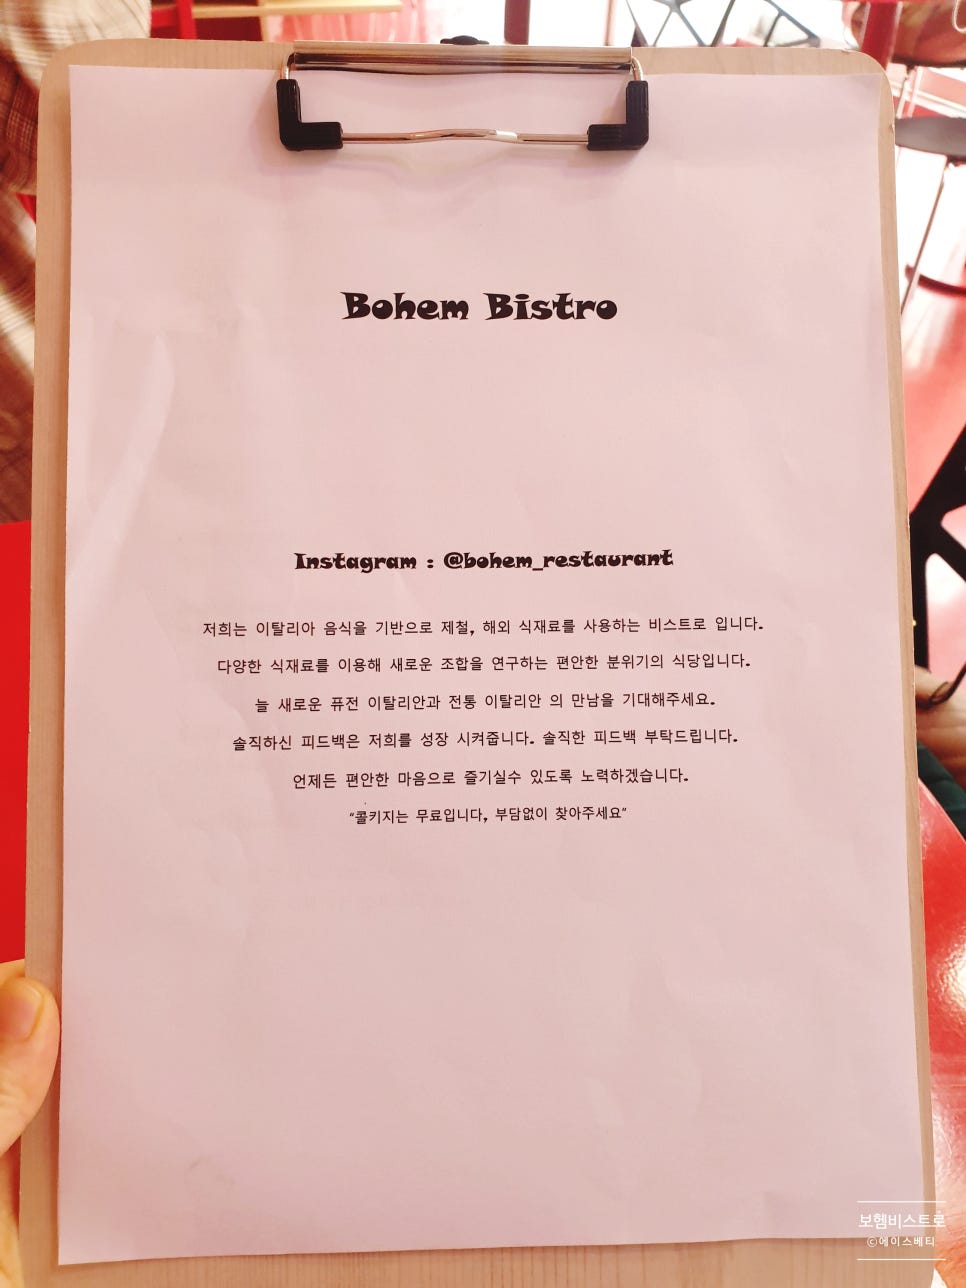 Bohem Bistro
Instagram : @bohem_restaurant
저희는 이탈리아 음식을 기반으로 제철, 해외 식재료를 사용하는 비스트로 입니다.
다양한 식재료를 이용해 새로운 조합을 연구하는 편안한 분위기의 식당입니다.
늘 새로운 퓨전 이탈리안과 전통 이탈리안 의 만남을 기대해주세요.
솔직하신 피드백은 저희를 성장 시켜줍니다. 솔직한 피드백 부탁드립니다.
언제든 편안한 마음으로 즐기실수 있도록 노력하겠습니다.
"콜키지는 무료입니다, 부담없이 찾아주세요"
보헴비스트로
ⓒ에이스베티